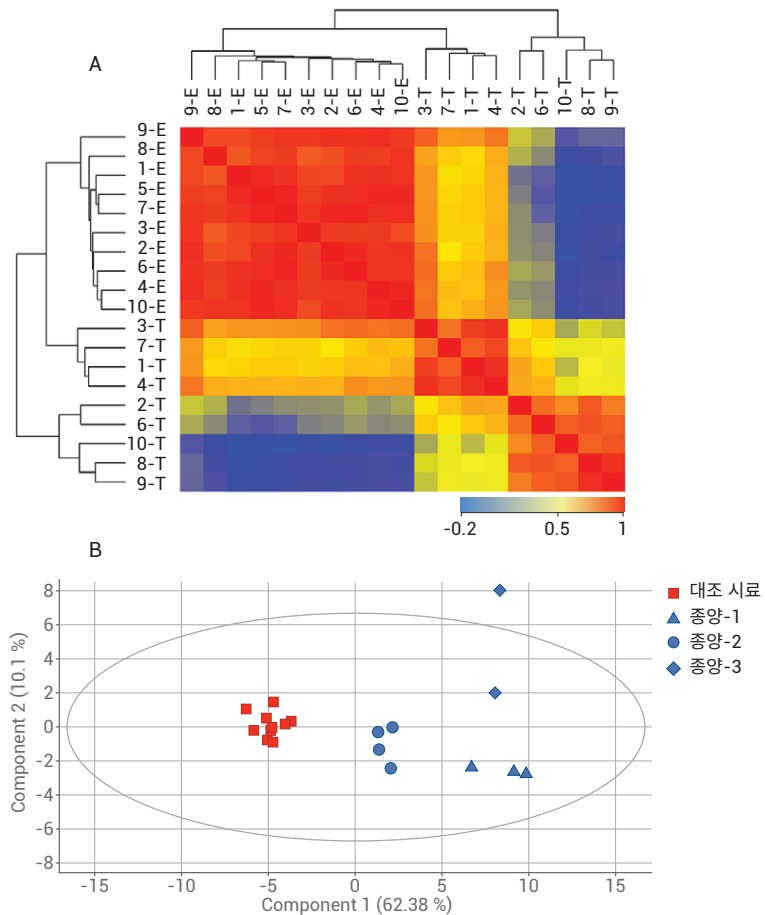 A
9-E 8-E 1-E 5-E 7-E 3-E 2-E 6-E 4-E 10-E 3-T 7-T 1-T 4-T 2-T 6-T 10-T 8-T 9-T
9-E
8-E
1-E
5-E
7-E
3-E
2-E
6-E
4-E
10-E
3-T
7-T
1-T
4-T
2-T
6-T
10-T
8-T
9-T
-0.2 0.5 1
B
8
6
4
2
0
-2
-4
-6
-8
Component 2 (10.1 %)
-15 -10 -5 0 5 10 15
Component 1 (62.38 %)
대조 시료
종양-1
종양-2
종양-3